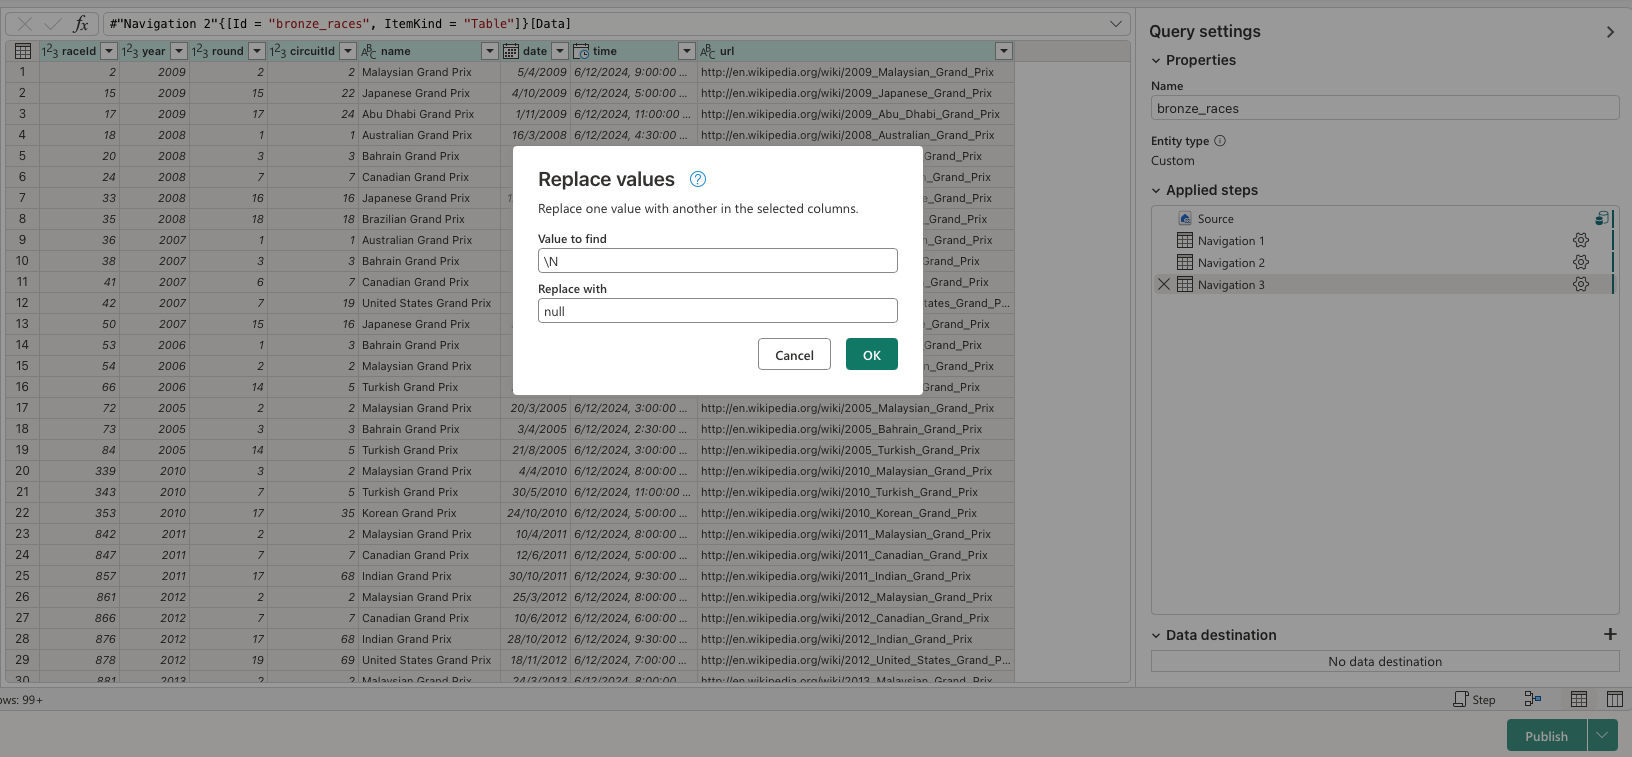 fx #"Navigation 2"{[Id = "bronze_races", ItemKind = "Table"]}[Data]
Query settings
Properties
Name
bronze_races
Entity type
Custom
Applied steps
Source
Navigation 1
Navigation 2
Navigation 3
Data destination
No data destination
Replace values ?
Replace one value with another in the selected columns.
Value to find
\N
Replace with
null
Cancel OK
123 raceId 123 year 123 round 123 circuitId ABC name date time ABC url
1 2 2009 2 2 Malaysian Grand Prix 5/4/2009 6/12/2024, 9:00:00 ... http://en.wikipedia.org/wiki/2009_Malaysian_Grand_Prix
2 15 2009 15 22 Japanese Grand Prix 4/10/2009 6/12/2024, 5:00:00 ... http://en.wikipedia.org/wiki/2009_Japanese_Grand_Prix
3 17 2009 17 24 Abu Dhabi Grand Prix 1/11/2009 6/12/2024, 11:00:00 ... http://en.wikipedia.org/wiki/2009_Abu_Dhabi_Grand_Prix
4 18 2008 1 1 Australian Grand Prix 16/3/2008 6/12/2024, 4:30:00 ... http://en.wikipedia.org/wiki/2008_Australian_Grand_Prix
5 20 2008 3 3 Bahrain Grand Prix Grand_Prix
6 24 2008 7 7 Canadian Grand Prix _Grand_Prix
7 33 2008 16 16 Japanese Grand Prix Grand_Prix
8 35 2008 18 18 Brazilian Grand Prix _Grand_Prix
9 36 2007 1 1 Australian Grand Prix _Grand_Prix
10 38 2007 3 3 Bahrain Grand Prix Grand_Prix
11 41 2007 6 7 Canadian Grand Prix _Grand_Prix
12 42 2007 7 19 United States Grand Prix tates_Grand_P...
13 50 2007 15 16 Japanese Grand Prix _Grand_Prix
14 53 2006 1 3 Bahrain Grand Prix Grand_Prix
15 54 2006 2 2 Malaysian Grand Prix _Grand_Prix
16 66 2006 14 5 Turkish Grand Prix Grand_Prix
17 72 2005 2 2 Malaysian Grand Prix 20/3/2005 6/12/2024, 3:00:00 ... http://en.wikipedia.org/wiki/2005_Malaysian_Grand_Prix
18 73 2005 3 3 Bahrain Grand Prix 3/4/2005 6/12/2024, 2:30:00 ... http://en.wikipedia.org/wiki/2005_Bahrain_Grand_Prix
19 84 2005 14 5 Turkish Grand Prix 21/8/2005 6/12/2024, 3:00:00 ... http://en.wikipedia.org/wiki/2005_Turkish_Grand_Prix
20 339 2010 3 2 Malaysian Grand Prix 4/4/2010 6/12/2024, 8:00:00 ... http://en.wikipedia.org/wiki/2010_Malaysian_Grand_Prix
21 343 2010 7 5 Turkish Grand Prix 30/5/2010 6/12/2024, 11:00:00 ... http://en.wikipedia.org/wiki/2010_Turkish_Grand_Prix
22 353 2010 17 35 Korean Grand Prix 24/10/2010 6/12/2024, 5:00:00 ... http://en.wikipedia.org/wiki/2010_Korean_Grand_Prix
23 842 2011 2 2 Malaysian Grand Prix 10/4/2011 6/12/2024, 8:00:00 ... http://en.wikipedia.org/wiki/2011_Malaysian_Grand_Prix
24 847 2011 7 7 Canadian Grand Prix 12/6/2011 6/12/2024, 5:00:00 ... http://en.wikipedia.org/wiki/2011_Canadian_Grand_Prix
25 857 2011 17 68 Indian Grand Prix 30/10/2011 6/12/2024, 9:30:00 ... http://en.wikipedia.org/wiki/2011_Indian_Grand_Prix
26 861 2012 2 2 Malaysian Grand Prix 25/3/2012 6/12/2024, 8:00:00 ... http://en.wikipedia.org/wiki/2012_Malaysian_Grand_Prix
27 866 2012 7 7 Canadian Grand Prix 10/6/2012 6/12/2024, 6:00:00 ... http://en.wikipedia.org/wiki/2012_Canadian_Grand_Prix
28 876 2012 17 68 Indian Grand Prix 28/10/2012 6/12/2024, 9:30:00 ... http://en.wikipedia.org/wiki/2012_Indian_Grand_Prix
29 878 2012 19 69 United States Grand Prix 18/11/2012 6/12/2024, 7:00:00 ... http://en.wikipedia.org/wiki/2012_United_States_Grand_P...
30 881 2013 2 2 Malaysian Grand Prix 24/3/2013 6/12/2024, 8:00:00 ... http://en.wikipedia.org/wiki/2013_Malaysian_Grand_Prix
ows: 99+
Step
Publish